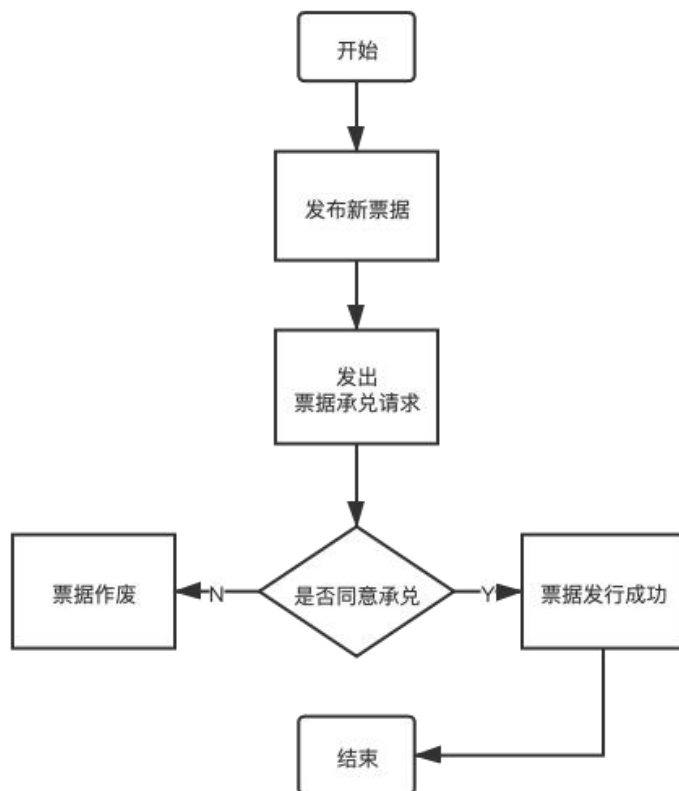 开始
发布新票据
发出
票据承兑请求
票据作废
N
是否同意承兑
Y
票据发行成功
结束